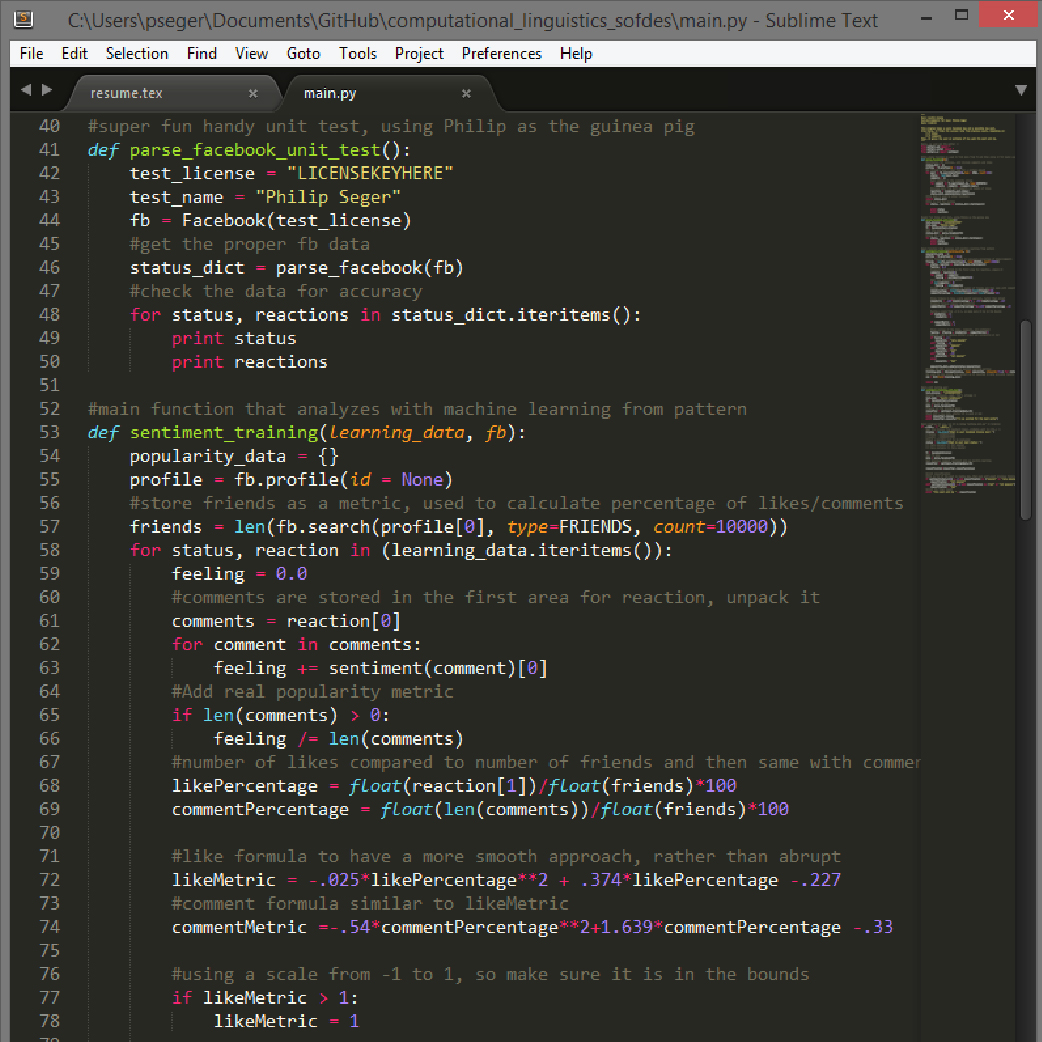 C:\Users\pseger\Documents\GitHub\computational_linguistics_sofdes\main.py - Sublime Text
File Edit Selection Find View Goto Tools Project Preferences Help
resume.tex × main.py ×
40 #super fun handy unit test, using Philip as the guinea pig
41 def parse_facebook_unit_test():
42     test_license = "LICENSEKEYHERE"
43     test_name = "Philip Seger"
44     fb = Facebook(test_license)
45     #get the proper fb data
46     status_dict = parse_facebook(fb)
47     #check the data for accuracy
48     for status, reactions in status_dict.iteritems():
49         print status
50         print reactions
51
52 #main function that analyzes with machine learning from pattern
53 def sentiment_training(learning_data, fb):
54     popularity_data = {}
55     profile = fb.profile(id = None)
56     #store friends as a metric, used to calculate percentage of likes/comments
57     friends = len(fb.search(profile[0], type=FRIENDS, count=10000))
58     for status, reaction in (learning_data.iteritems()):
59         feeling = 0.0
60         #comments are stored in the first area for reaction, unpack it
61         comments = reaction[0]
62         for comment in comments:
63             feeling += sentiment(comment)[0]
64         #Add real popularity metric
65         if len(comments) > 0:
66             feeling /= len(comments)
67         #number of likes compared to number of friends and then same with commen
68         likePercentage = float(reaction[1])/float(friends)*100
69         commentPercentage = float(len(comments))/float(friends)*100
70
71         #like formula to have a more smooth approach, rather than abrupt
72         likeMetric = -.025*likePercentage**2 + .374*likePercentage -.227
73         #comment formula similar to likeMetric
74         commentMetric =-.54*commentPercentage**2+1.639*commentPercentage -.33
75
76         #using a scale from -1 to 1, so make sure it is in the bounds
77         if likeMetric > 1:
78             likeMetric = 1